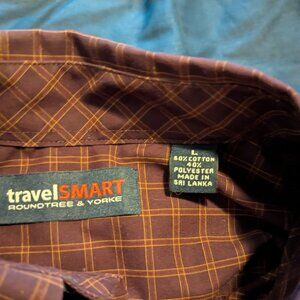 travelSMART
ROUNDTREE & YORKE
L
60% COTTON
40%
POLYESTER
MADE IN
SRI LANKA